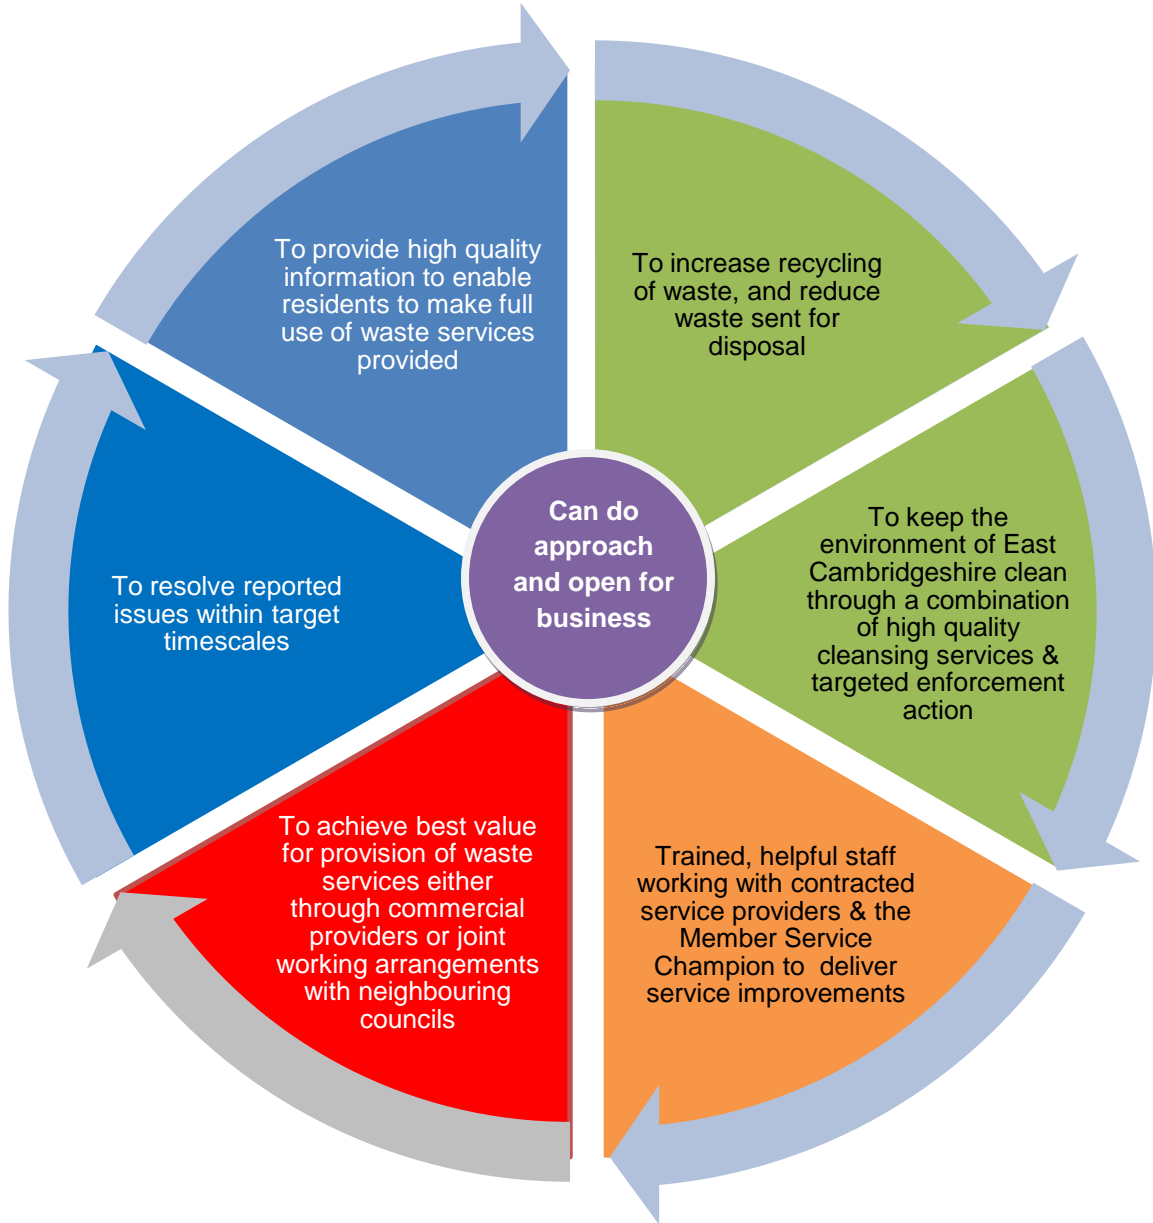 To provide high quality
information to enable
residents to make full
use of waste services
provided
To increase recycling
of waste, and reduce
waste sent for
disposal
To keep the
environment of East
Cambridgeshire clean
through a combination
of high quality
cleansing services &
targeted enforcement
action
Trained, helpful staff
working with contracted
service providers & the
Member Service
Champion to  deliver
service improvements
To achieve best value
for provision of waste
services either
through commercial
providers or joint
working arrangements
with neighbouring
councils
To resolve reported
issues within target
timescales
Can do
approach
and open for
business